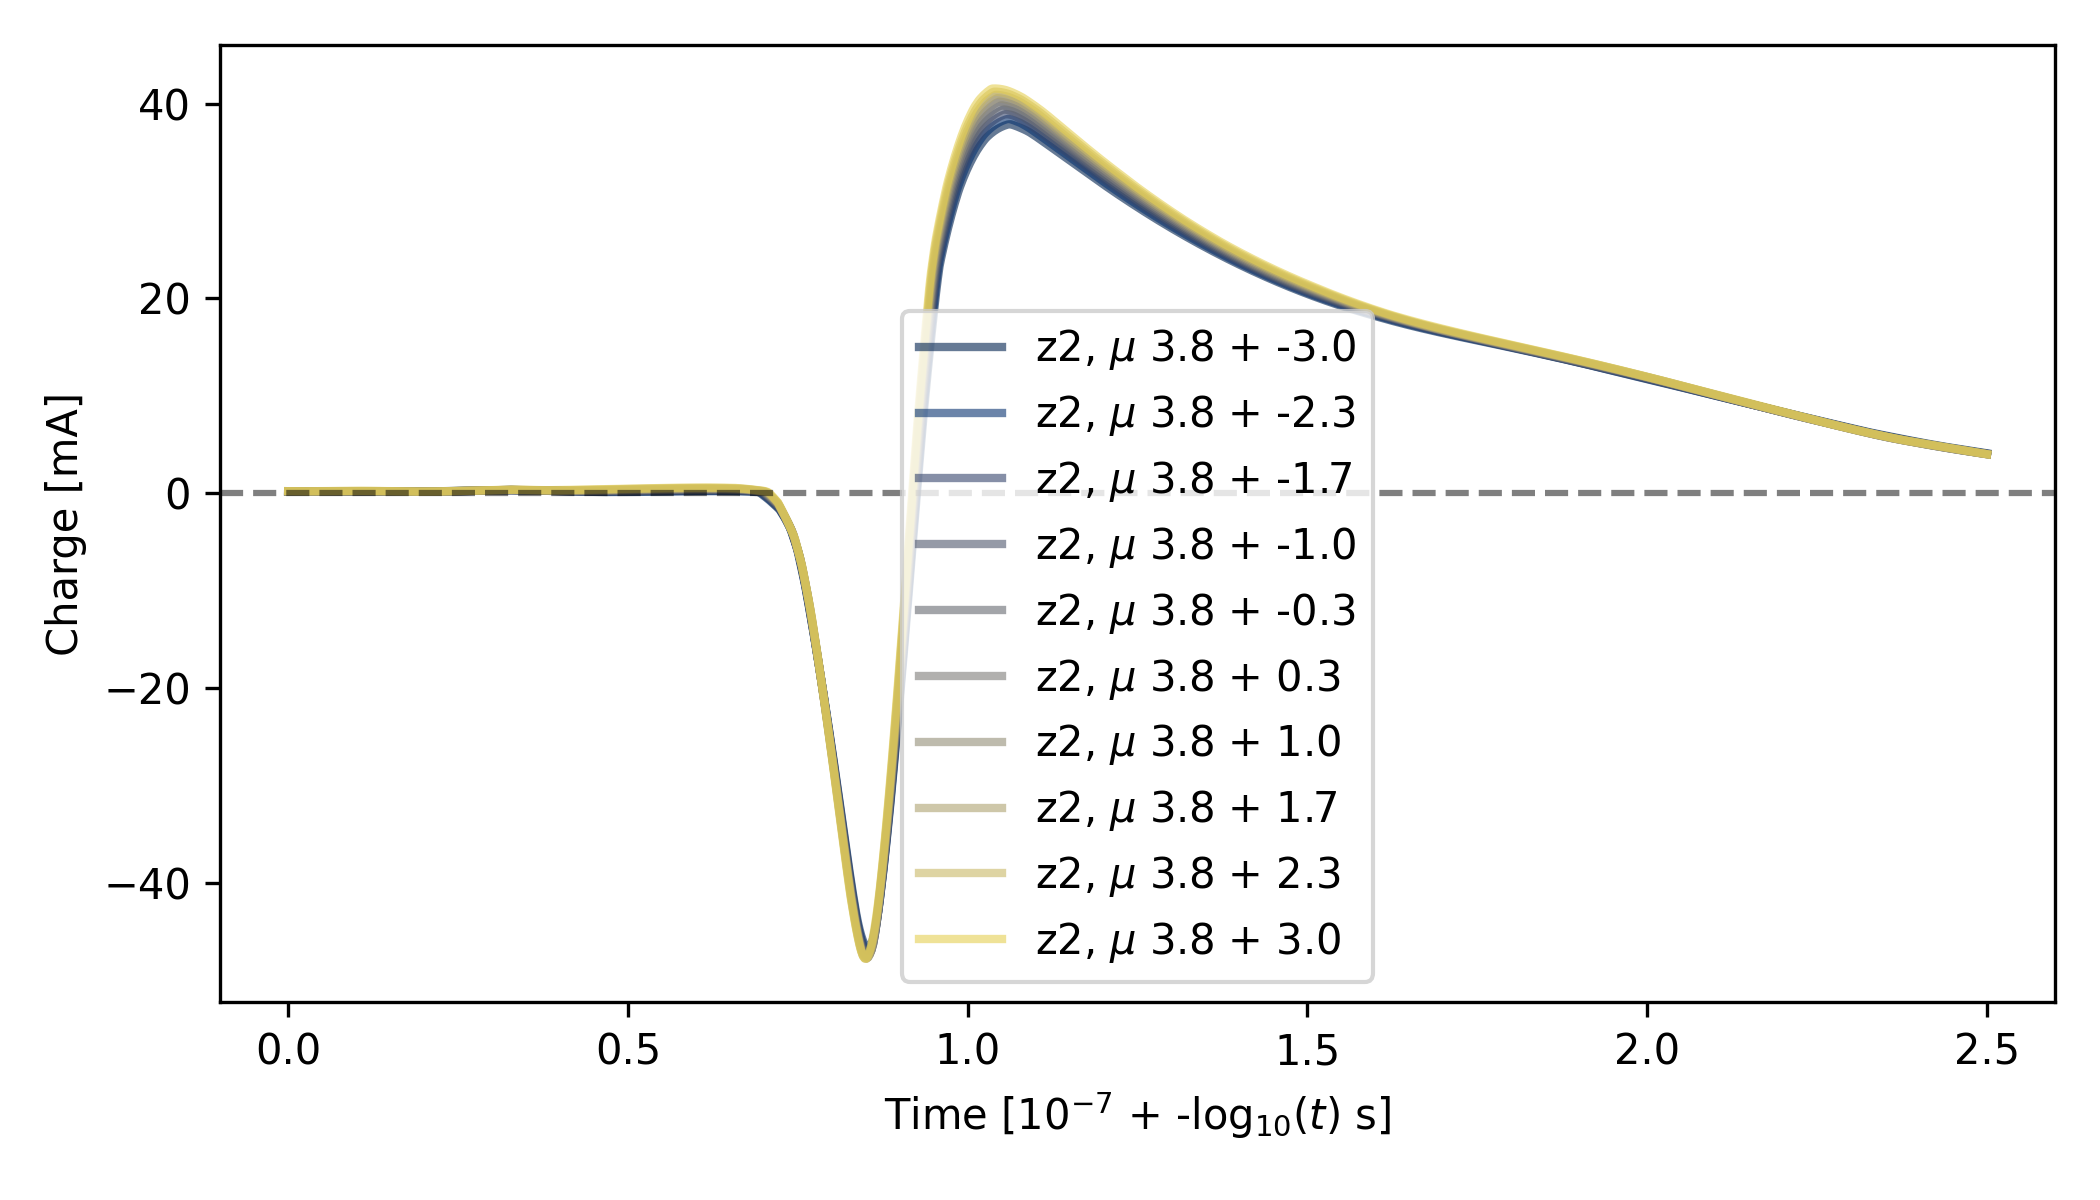 40
20
0
−20
−40
Charge [mA]
z2, μ 3.8 + -3.0
z2, μ 3.8 + -2.3
z2, μ 3.8 + -1.7
z2, μ 3.8 + -1.0
z2, μ 3.8 + -0.3
z2, μ 3.8 + 0.3
z2, μ 3.8 + 1.0
z2, μ 3.8 + 1.7
z2, μ 3.8 + 2.3
z2, μ 3.8 + 3.0
0.0 0.5 1.0 1.5 2.0 2.5
Time [10⁻⁷ + -log₁₀(t) s]